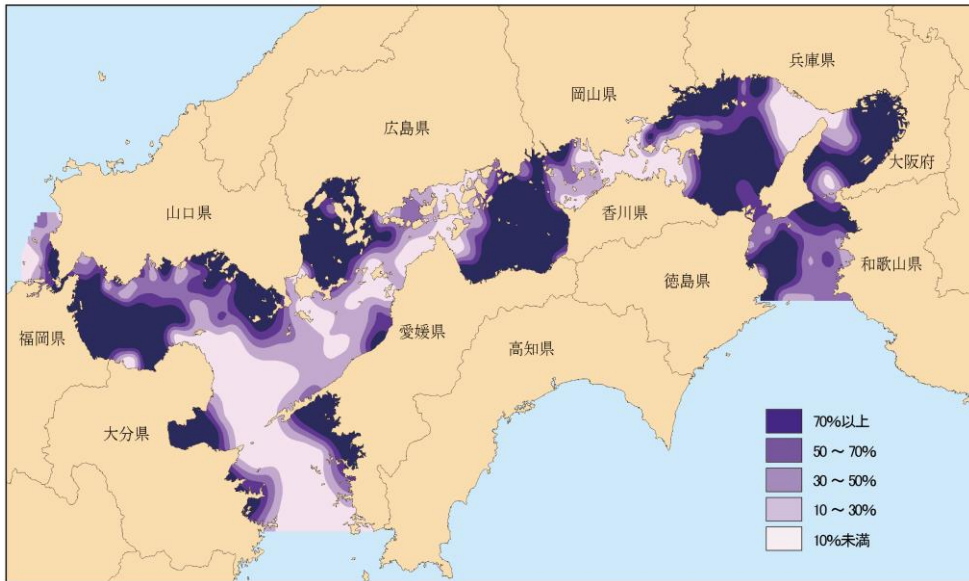 兵庫県
岡山県
広島県
大阪府
山口県
香川県
和歌山県
徳島県
福岡県
愛媛県
高知県
大分県
70%以上
50～70%
30～50%
10～30%
10%未満